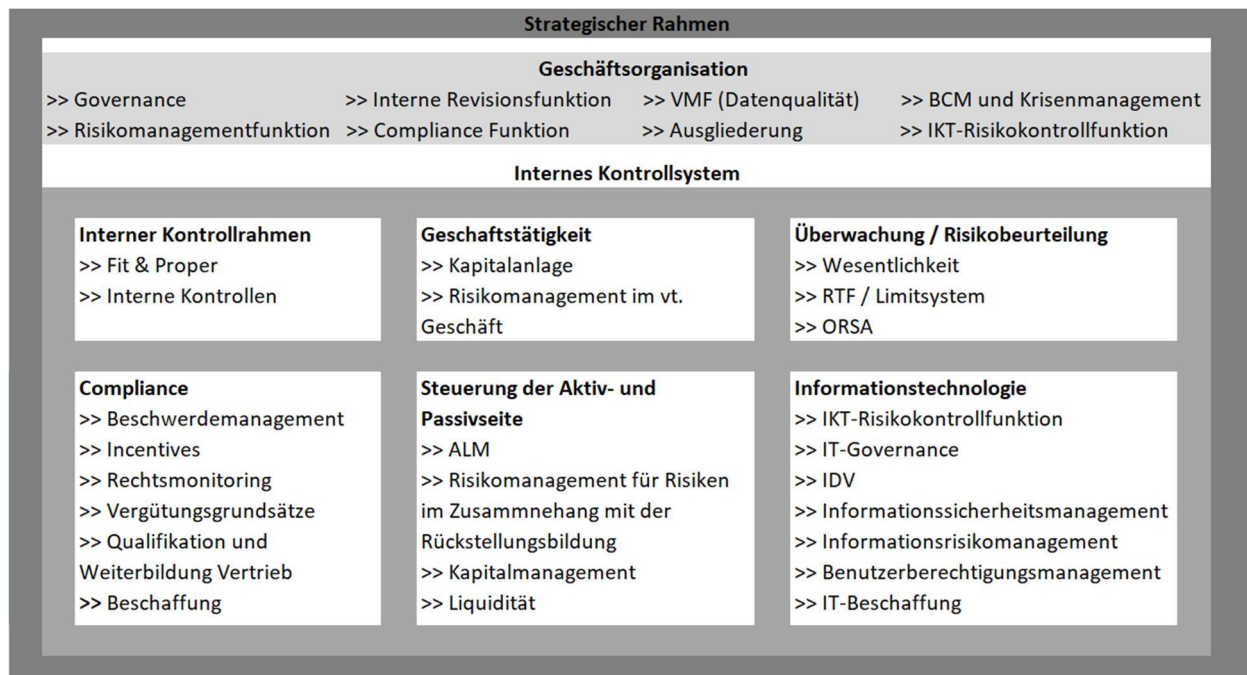 Strategischer Rahmen
Geschäftsorganisation
>> Governance >> Interne Revisionsfunktion >> VMF (Datenqualität) >> BCM und Krisenmanagement
>> Risikomanagementfunktion >> Compliance Funktion >> Ausgliederung >> IKT-Risikokontrollfunktion
Internes Kontrollsystem
Interner Kontrollrahmen
>> Fit & Proper
>> Interne Kontrollen
Geschaftstätigkeit
>> Kapitalanlage
>> Risikomanagement im vt.
Geschäft
Überwachung / Risikobeurteilung
>> Wesentlichkeit
>> RTF / Limitsystem
>> ORSA
Compliance
>> Beschwerdemanagement
>> Incentives
>> Rechtsmonitoring
>> Vergütungsgrundsätze
>> Qualifikation und
Weiterbildung Vertrieb
>> Beschaffung
Steuerung der Aktiv- und
Passivseite
>> ALM
>> Risikomanagement für Risiken
im Zusammnehang mit der
Rückstellungsbildung
>> Kapitalmanagement
>> Liquidität
Informationstechnologie
>> IKT-Risikokontrollfunktion
>> IT-Governance
>> IDV
>> Informationssicherheitsmanagement
>> Informationsrisikomanagement
>> Benutzerberechtigungsmanagement
>> IT-Beschaffung